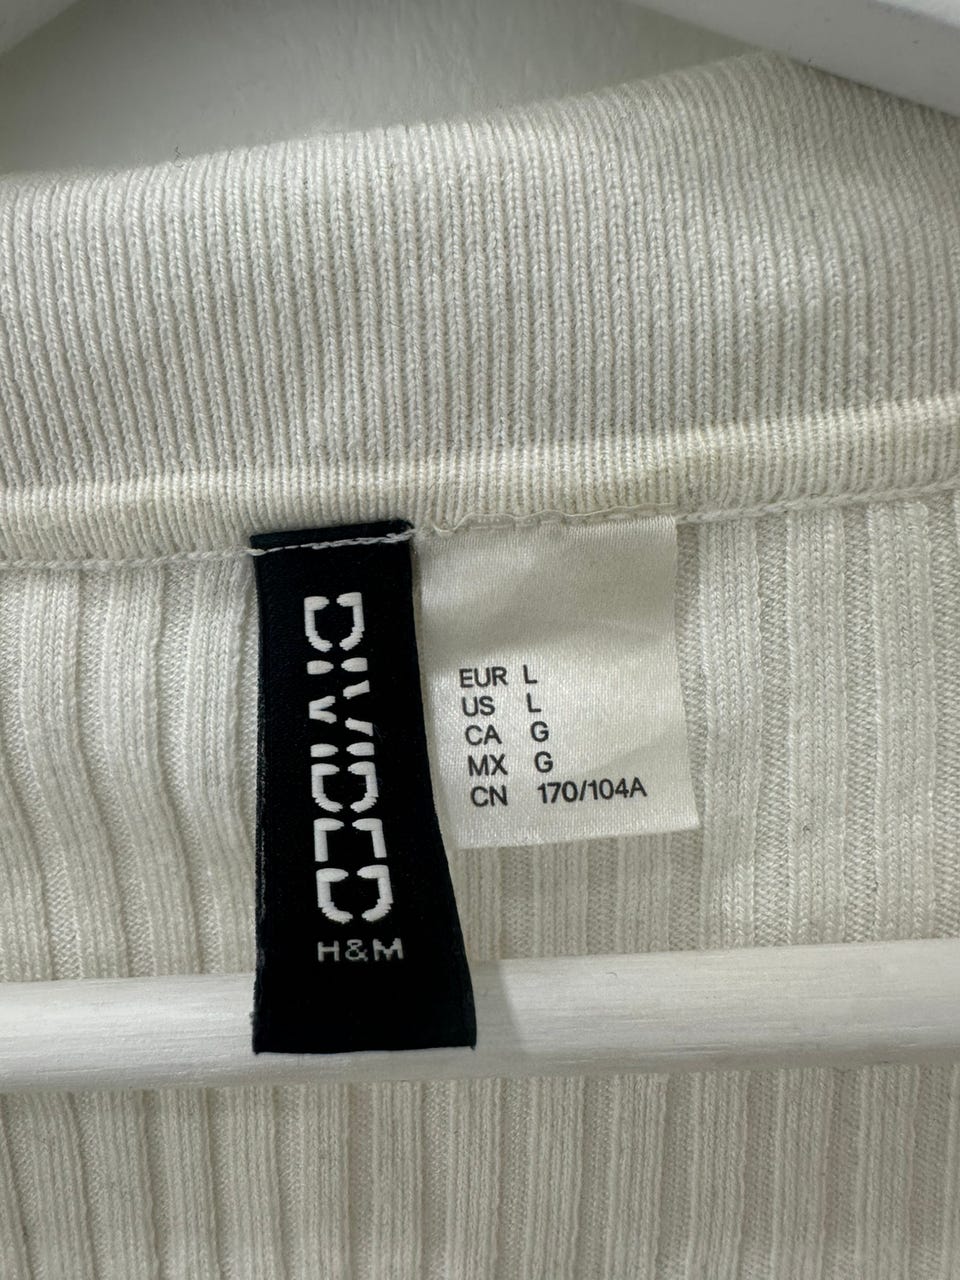 DIVIDED
H&M
EUR L
US L
CA G
MX G
CN 170/104A